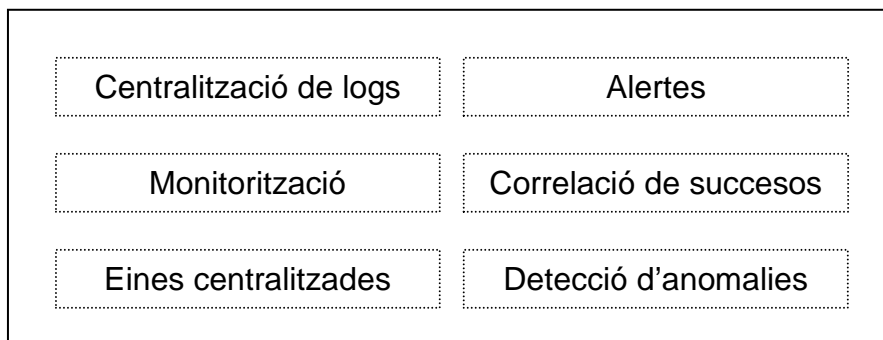 Centralització de logs
Alertes
Monitorització
Correlació de succesos
Eines centralitzades
Detecció d'anomalies